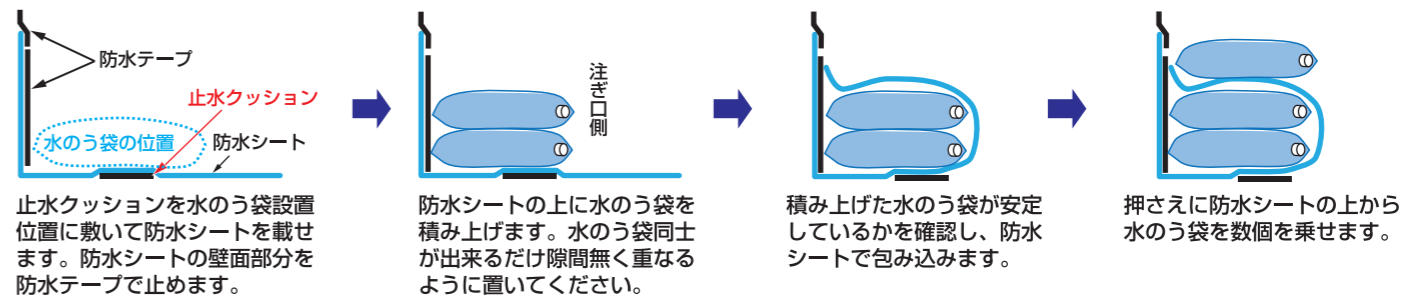 防水テープ
止水クッション
水のう袋の位置
防水シート
止水クッションを水のう袋設置
位置に敷いて防水シートを載せ
ます。防水シートの壁面部分を
防水テープで止めます。
注ぎ口側
防水シートの上に水のう袋を
積み上げます。水のう袋同士
が出来るだけ隙間無く重なる
ように置いてください。
積み上げた水のう袋が安定
しているかを確認し、防水
シートで包み込みます。
押さえに防水シートの上から
水のう袋を数個を乗せます。